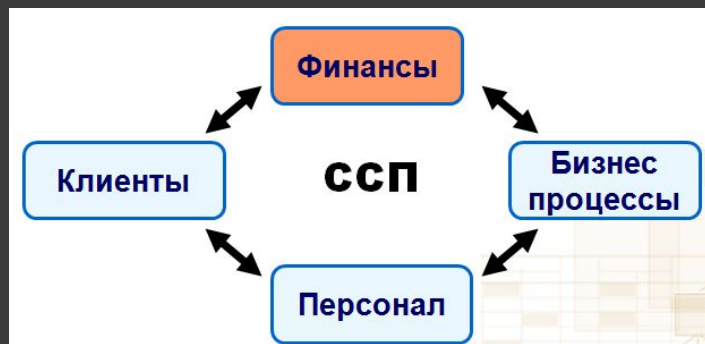 Финансы
Клиенты
ссп
Бизнес
процессы
Персонал